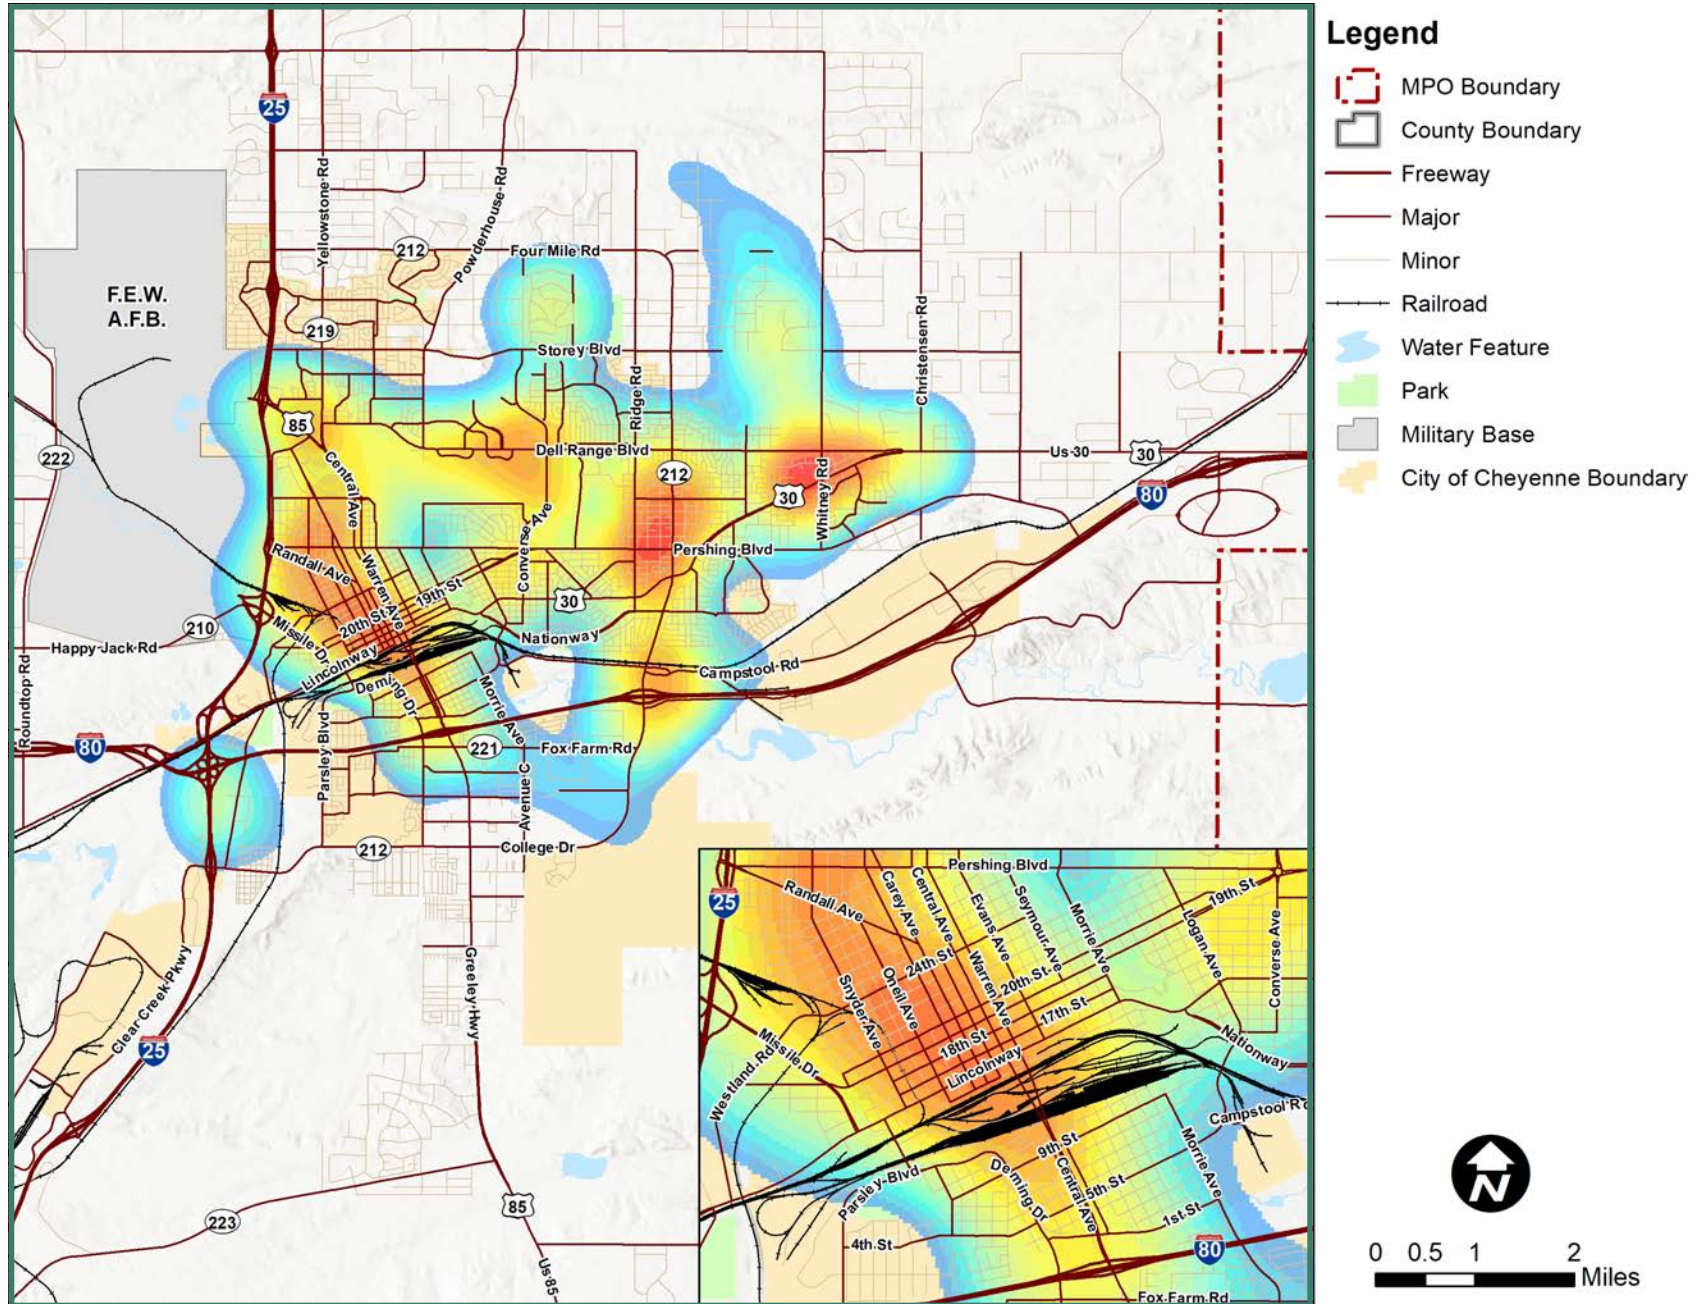 Legend
MPO Boundary
County Boundary
Freeway
Major
Minor
Railroad
Water Feature
Park
Military Base
City of Cheyenne Boundary
25
Yellowstone Rd
Powderhouse Rd
212
Four Mile Rd
F.E.W.
A.F.B.
219
Christensen Rd
Storey Blvd
Ridge Rd
85
222
Central Ave
Dell Range Blvd
212
Us 30
30
80
Whitney Rd
30
Converse Ave
Randall Ave
Pershing Blvd
Warren Ave
19th St
30
210
20th St
Happy Jack Rd
Missile Dr
Nationway
Lincolnway
Campstool Rd
Deming Dr
Morrie Ave
Roundtop Rd
Parsley Blvd
80
221
Fox Farm Rd
Avenue C
212
College Dr
Greeley Hwy
Clear Creek Pkwy
25
85
223
Us 85
Pershing Blvd
25
Randall Ave
Carey Ave
Central Ave
Evans Ave
Seymour Ave
Morrie Ave
19th St
Logan Ave
Converse Ave
24th St
20th St
Warren Ave
Oneil Ave
Snyder Ave
17th St
18th St
Lincolnway
Nationway
Missile Dr
Westland Rd
Campstool Rd
9th St
Morrie Ave
Deming Dr
Central Ave
5th St
Parsley Blvd
1st St
4th St
80
Fox Farm Rd
N
0 0.5 1 2
Miles